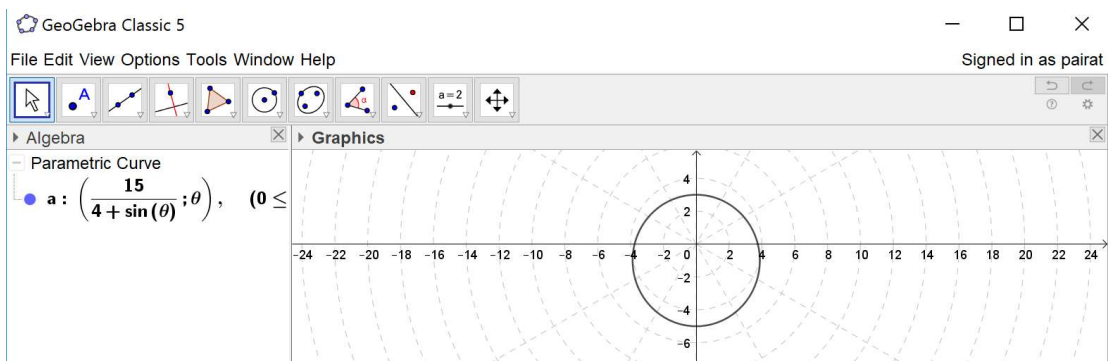 GeoGebra Classic 5
File Edit View Options Tools Window Help
Signed in as pairat
A
α
a=2
Algebra
Graphics
Parametric Curve
a : (15 / 4 + sin (θ) ; θ), (0 ≤
4
2
-24 -22 -20 -18 -16 -14 -12 -10 -8 -6 -4 -2 0 2 4 6 8 10 12 14 16 18 20 22 24
-2
-4
-6